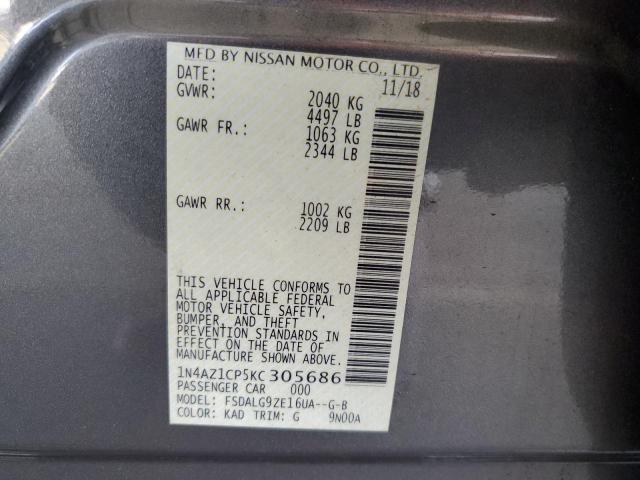 MFD BY NISSAN MOTOR CO., LTD.
DATE: 11/18
GVWR: 2040 KG
4497 LB
GAWR FR.: 1063 KG
2344 LB
GAWR RR.: 1002 KG
2209 LB
THIS VEHICLE CONFORMS TO
ALL APPLICABLE FEDERAL
MOTOR VEHICLE SAFETY,
BUMPER, AND THEFT
PREVENTION STANDARDS IN
EFFECT ON THE DATE OF
MANUFACTURE SHOWN ABOVE.
1N4AZ1CP5KC305686
PASSENGER CAR 000
MODEL: FSDALG9ZE16UA--G-B
COLOR: KAD TRIM: G 9N00A